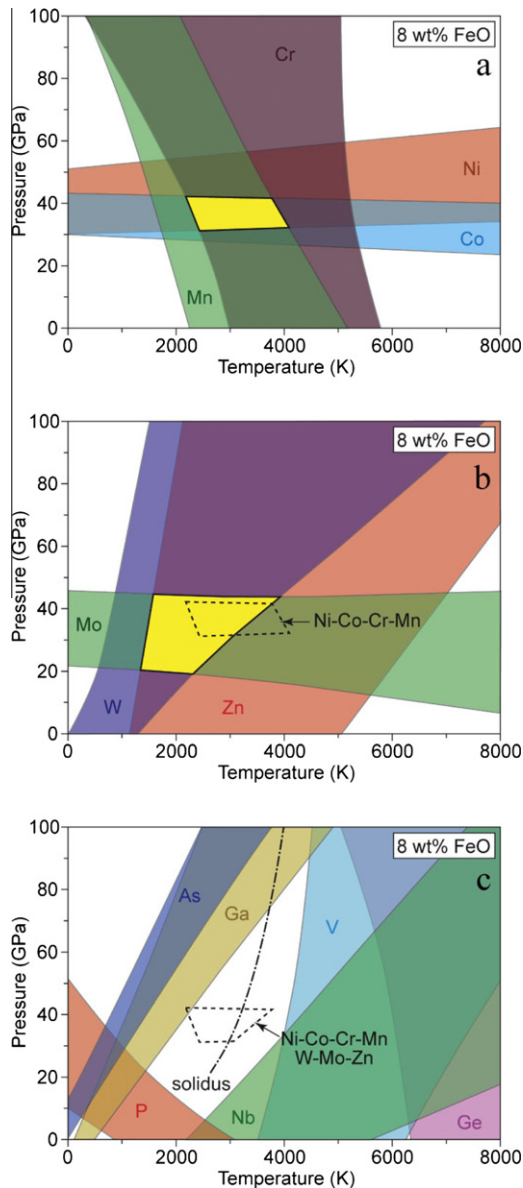 100
8 wt% FeO
a
80
Cr
60
Ni
40
Co
20
Mn
0
Pressure (GPa)
0 2000 4000 6000 8000
Temperature (K)
100
8 wt% FeO
b
80
60
40
Mo
Ni-Co-Cr-Mn
20
W
Zn
0
Pressure (GPa)
0 2000 4000 6000 8000
Temperature (K)
100
8 wt% FeO
c
80
As
Ga
V
60
40
Ni-Co-Cr-Mn
W-Mo-Zn
20
solidus
P
Nb
Ge
0
Pressure (GPa)
0 2000 4000 6000 8000
Temperature (K)